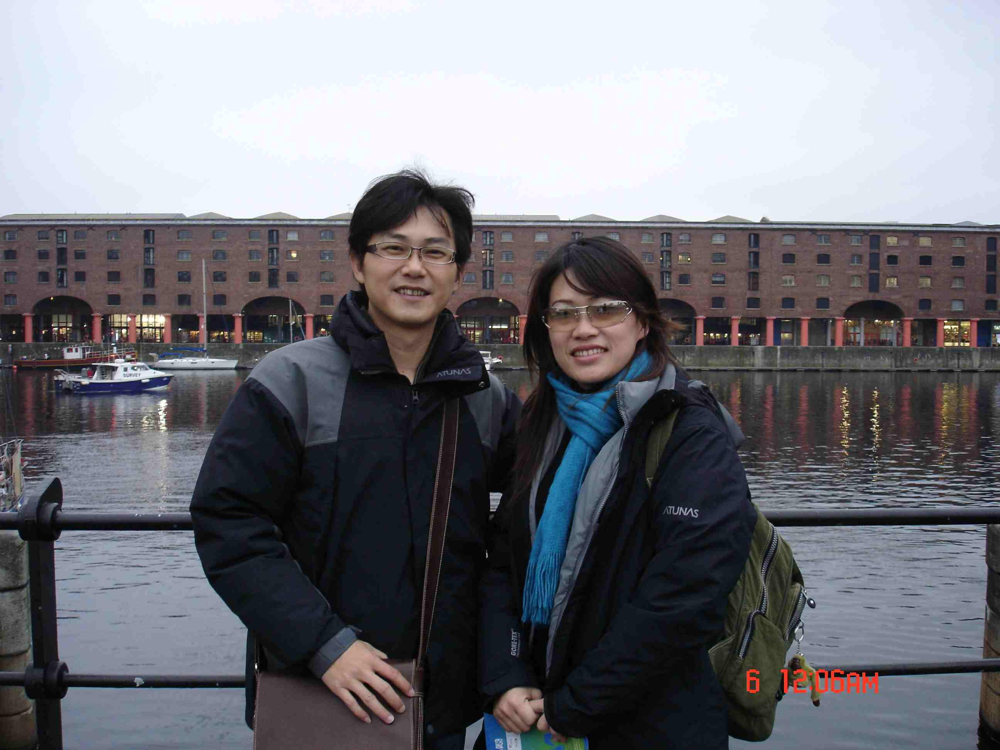 SURVEY
ATUNAS
ATUNAS
GORE-TEX
6 12:06AM